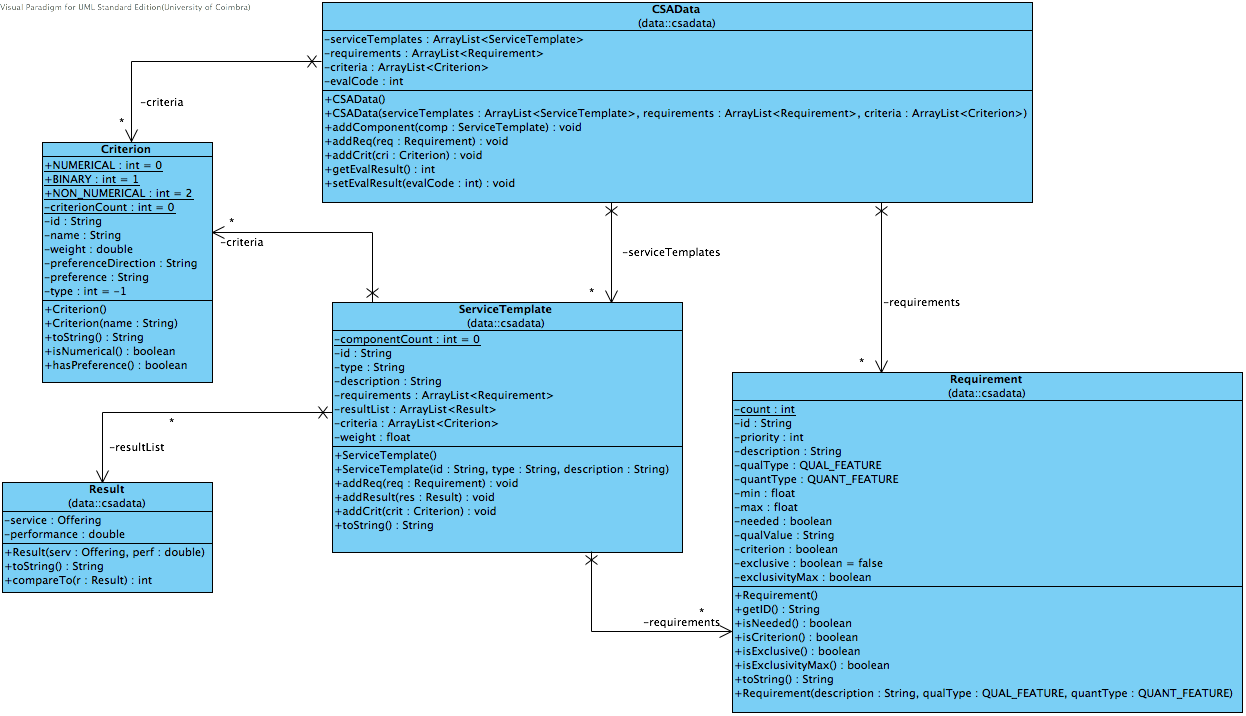 Visual Paradigm for UML Standard Edition(University of Coimbra)
CSAData
(data::csadata)
-serviceTemplates : ArrayList<ServiceTemplate>
-requirements : ArrayList<Requirement>
-criteria : ArrayList<Criterion>
-evalCode : int
+CSAData()
+CSAData(serviceTemplates : ArrayList<ServiceTemplate>, requirements : ArrayList<Requirement>, criteria : ArrayList<Criterion>)
+addComponent(comp : ServiceTemplate) : void
+addReq(req : Requirement) : void
+addCrit(cri : Criterion) : void
+getEvalResult() : int
+setEvalResult(evalCode : int) : void
-criteria
*
Criterion
+NUMERICAL : int = 0
+BINARY : int = 1
+NON_NUMERICAL : int = 2
-criterionCount : int = 0
-id : String
-name : String
-weight : double
-preferenceDirection : String
-preference : String
-type : int = -1
+Criterion()
+Criterion(name : String)
+toString() : String
+isNumerical() : boolean
+hasPreference() : boolean
*
-criteria
-serviceTemplates
*
-requirements
*
ServiceTemplate
(data::csadata)
-componentCount : int = 0
-id : String
-type : String
-description : String
-requirements : ArrayList<Requirement>
-resultList : ArrayList<Result>
-criteria : ArrayList<Criterion>
-weight : float
+ServiceTemplate()
+ServiceTemplate(id : String, type : String, description : String)
+addReq(req : Requirement) : void
+addResult(res : Result) : void
+addCrit(crit : Criterion) : void
+toString() : String
*
-resultList
Result
(data::csadata)
-service : Offering
-performance : double
+Result(serv : Offering, perf : double)
+toString() : String
+compareTo(r : Result) : int
*
-requirements
Requirement
(data::csadata)
-count : int
-id : String
-priority : int
-description : String
-qualType : QUAL_FEATURE
-quantType : QUANT_FEATURE
-min : float
-max : float
-needed : boolean
-qualValue : String
-criterion : boolean
-exclusive : boolean = false
-exclusivityMax : boolean
+Requirement()
+getID() : String
+isNeeded() : boolean
+isCriterion() : boolean
+isExclusive() : boolean
+isExclusivityMax() : boolean
+toString() : String
+Requirement(description : String, qualType : QUAL_FEATURE, quantType : QUANT_FEATURE)